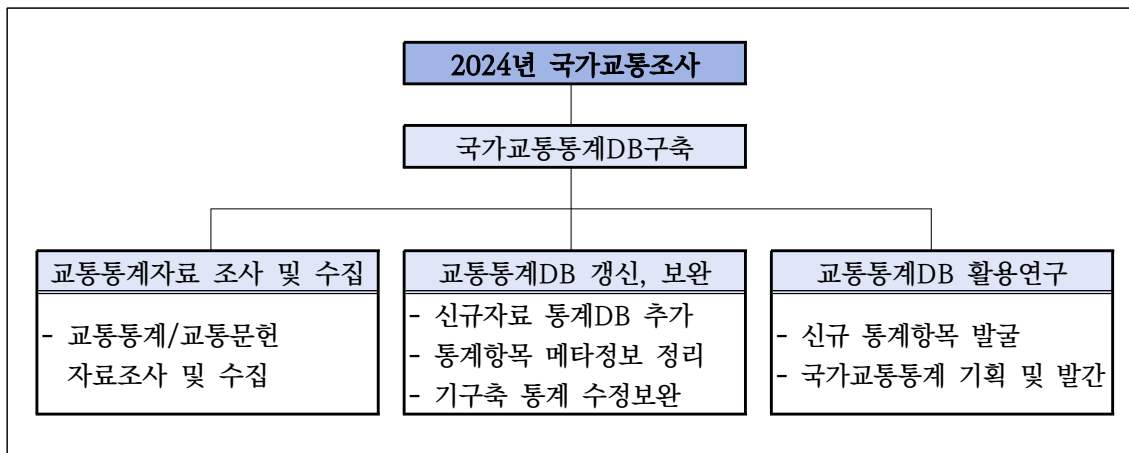 2024년 국가교통조사
국가교통통계DB구축
교통통계자료 조사 및 수집
- 교통통계/교통문헌
자료조사 및 수집
교통통계DB 갱신, 보완
- 신규자료 통계DB 추가
- 통계항목 메타정보 정리
- 기구축 통계 수정보완
교통통계DB 활용연구
- 신규 통계항목 발굴
- 국가교통통계 기획 및 발간